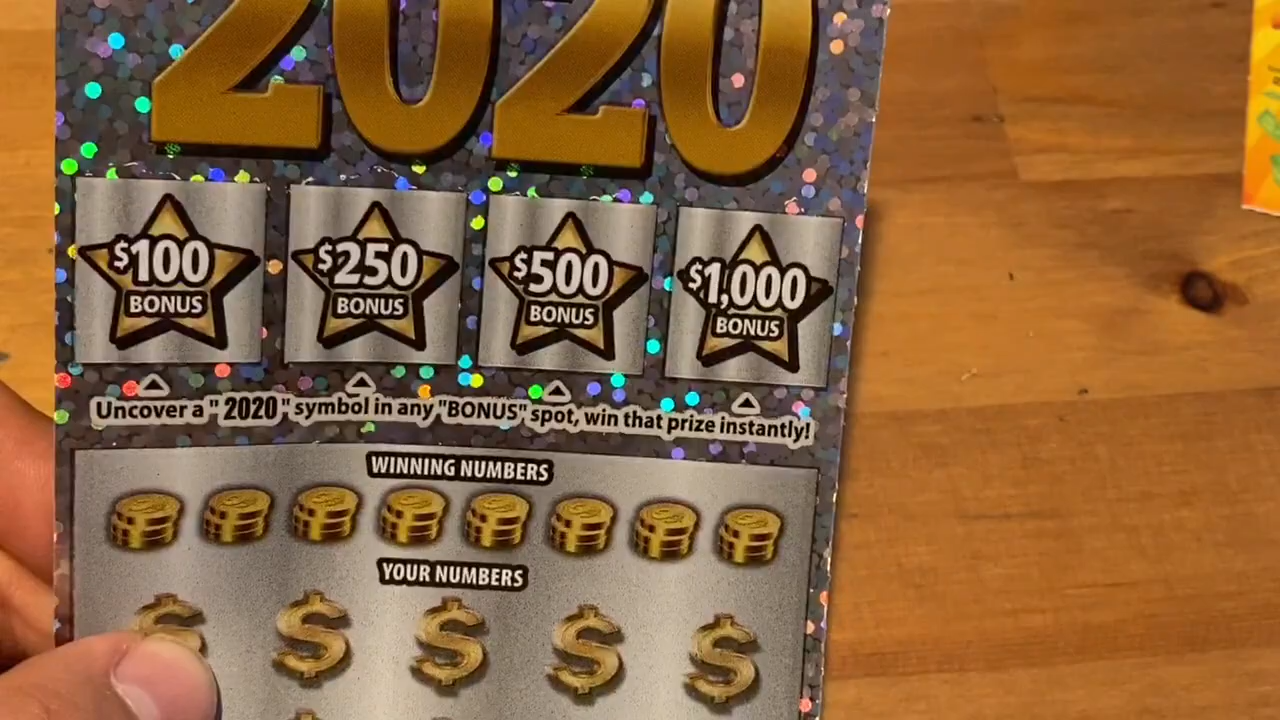 2020
$100 $250 $500 $1,000
BONUS BONUS BONUS BONUS
Uncover a "2020" symbol in any "BONUS" spot, win that prize instantly!
WINNING NUMBERS
YOUR NUMBERS
$ $ $ $ $